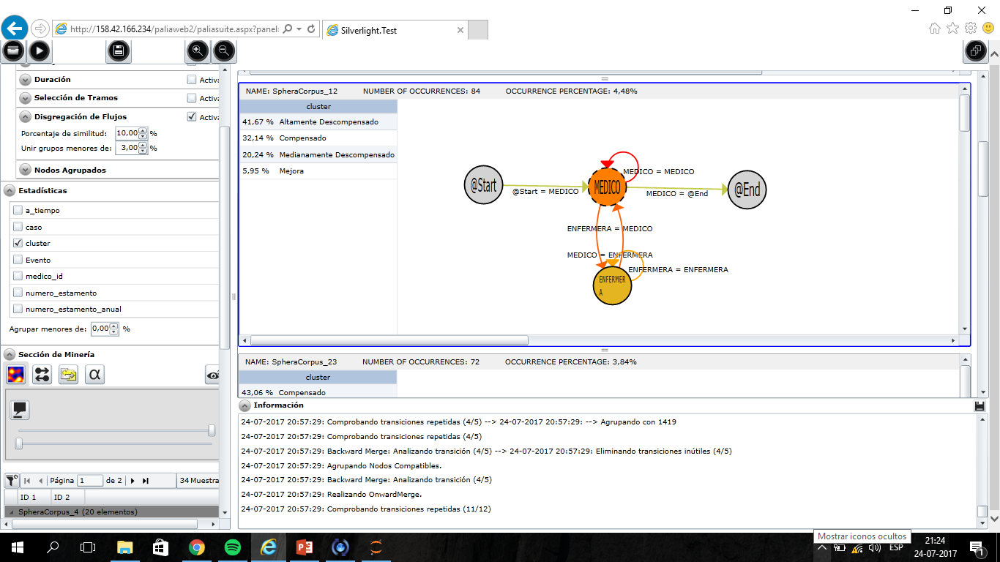 http://158.42.166.234/paliaweb2/paliasuite.aspx?panel:
Silverlight.Test
Duración
Activa
Selección de Tramos
Activa
Disgregación de Flujos
Activa
Porcentaje de similitud: 10,00 %
Unir grupos menores de: 3,00 %
Nodos Agrupados
Estadísticas
a_tiempo
caso
cluster
Evento
medico_id
numero_estamento
numero_estamento_anual
Agrupar menores de: 0,00 %
Sección de Minería
α
Página 1 de 2
34 Muestra
ID 1 ID 2
SpheraCorpus_4 (20 elementos)
NAME: SpheraCorpus_12 NUMBER OF OCCURRENCES: 84 OCCURRENCE PERCENTAGE: 4,48%
cluster
41,67 % Altamente Descompensado
32,14 % Compensado
20,24 % Medianamente Descompensado
5,95 % Mejora
@Start
@Start = MEDICO
MEDICO
MEDICO = MEDICO
MEDICO = @End
@End
ENFERMERA = MEDICO
MEDICO = ENFERMERA
ENFERMERA = ENFERMERA
ENFERMER
A
NAME: SpheraCorpus_23 NUMBER OF OCCURRENCES: 72 OCCURRENCE PERCENTAGE: 3,84%
cluster
43,06 % Compensado
Información
24-07-2017 20:57:29: Comprobando transiciones repetidas (4/5) --> 24-07-2017 20:57:29: --> Agrupando con 1419
24-07-2017 20:57:29: Comprobando transiciones repetidas (4/5)
24-07-2017 20:57:29: Backward Merge: Analizando transición (4/5) --> 24-07-2017 20:57:29: Eliminando transiciones inútiles (4/5)
24-07-2017 20:57:29: Agrupando Nodos Compatibles.
24-07-2017 20:57:29: Backward Merge: Analizando transición (4/5)
24-07-2017 20:57:29: Realizando OnwardMerge.
24-07-2017 20:57:29: Comprobando transiciones repetidas (11/12)
Mostrar iconos ocultos
ESP
21:24
24-07-2017
1